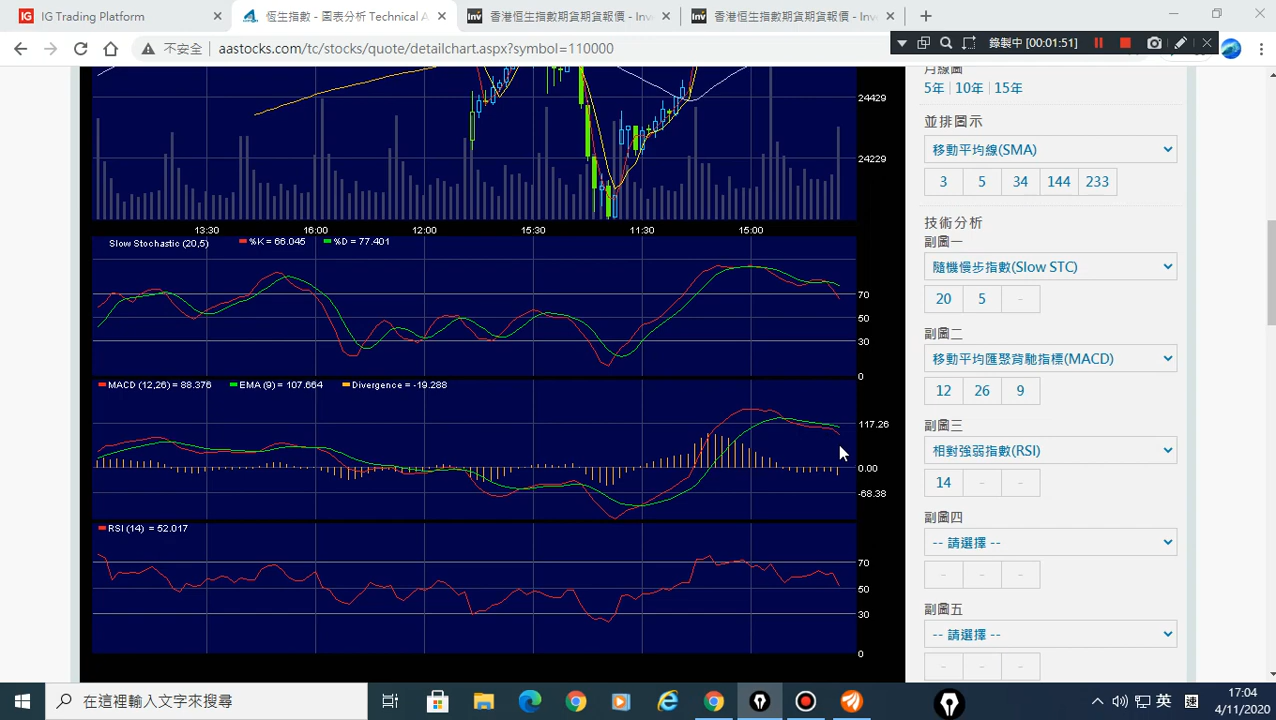 IG Trading Platform
恆生指數 - 圖表分析 Technical A
香港恒生指數期貨期貨報價 - Inv
香港恒生指數期貨期貨報價 - Inv
不安全
aastocks.com/tc/stocks/quote/detailchart.aspx?symbol=110000
錄製中 [00:01:51]
月線圖
5年 10年 15年
並排圖示
移動平均線(SMA)
3 5 34 144 233
技術分析
副圖一
隨機慢步指數(Slow STC)
20 5 -
副圖二
移動平均匯聚背馳指標(MACD)
12 26 9
副圖三
相對強弱指數(RSI)
14 - -
副圖四
-- 請選擇 --
- - -
副圖五
-- 請選擇 --
- - -
24429
24229
13:30 16:00 12:00 15:30 11:30 15:00
Slow Stochastic (20,5) %K = 66.045 %D = 77.401
70
50
30
0
MACD (12,26) = 88.376 EMA (9) = 107.664 Divergence = -19.288
117.26
0.00
-68.38
RSI (14) = 52.017
70
50
30
0
在這裡輸入文字來搜尋
英
17:04
4/11/2020